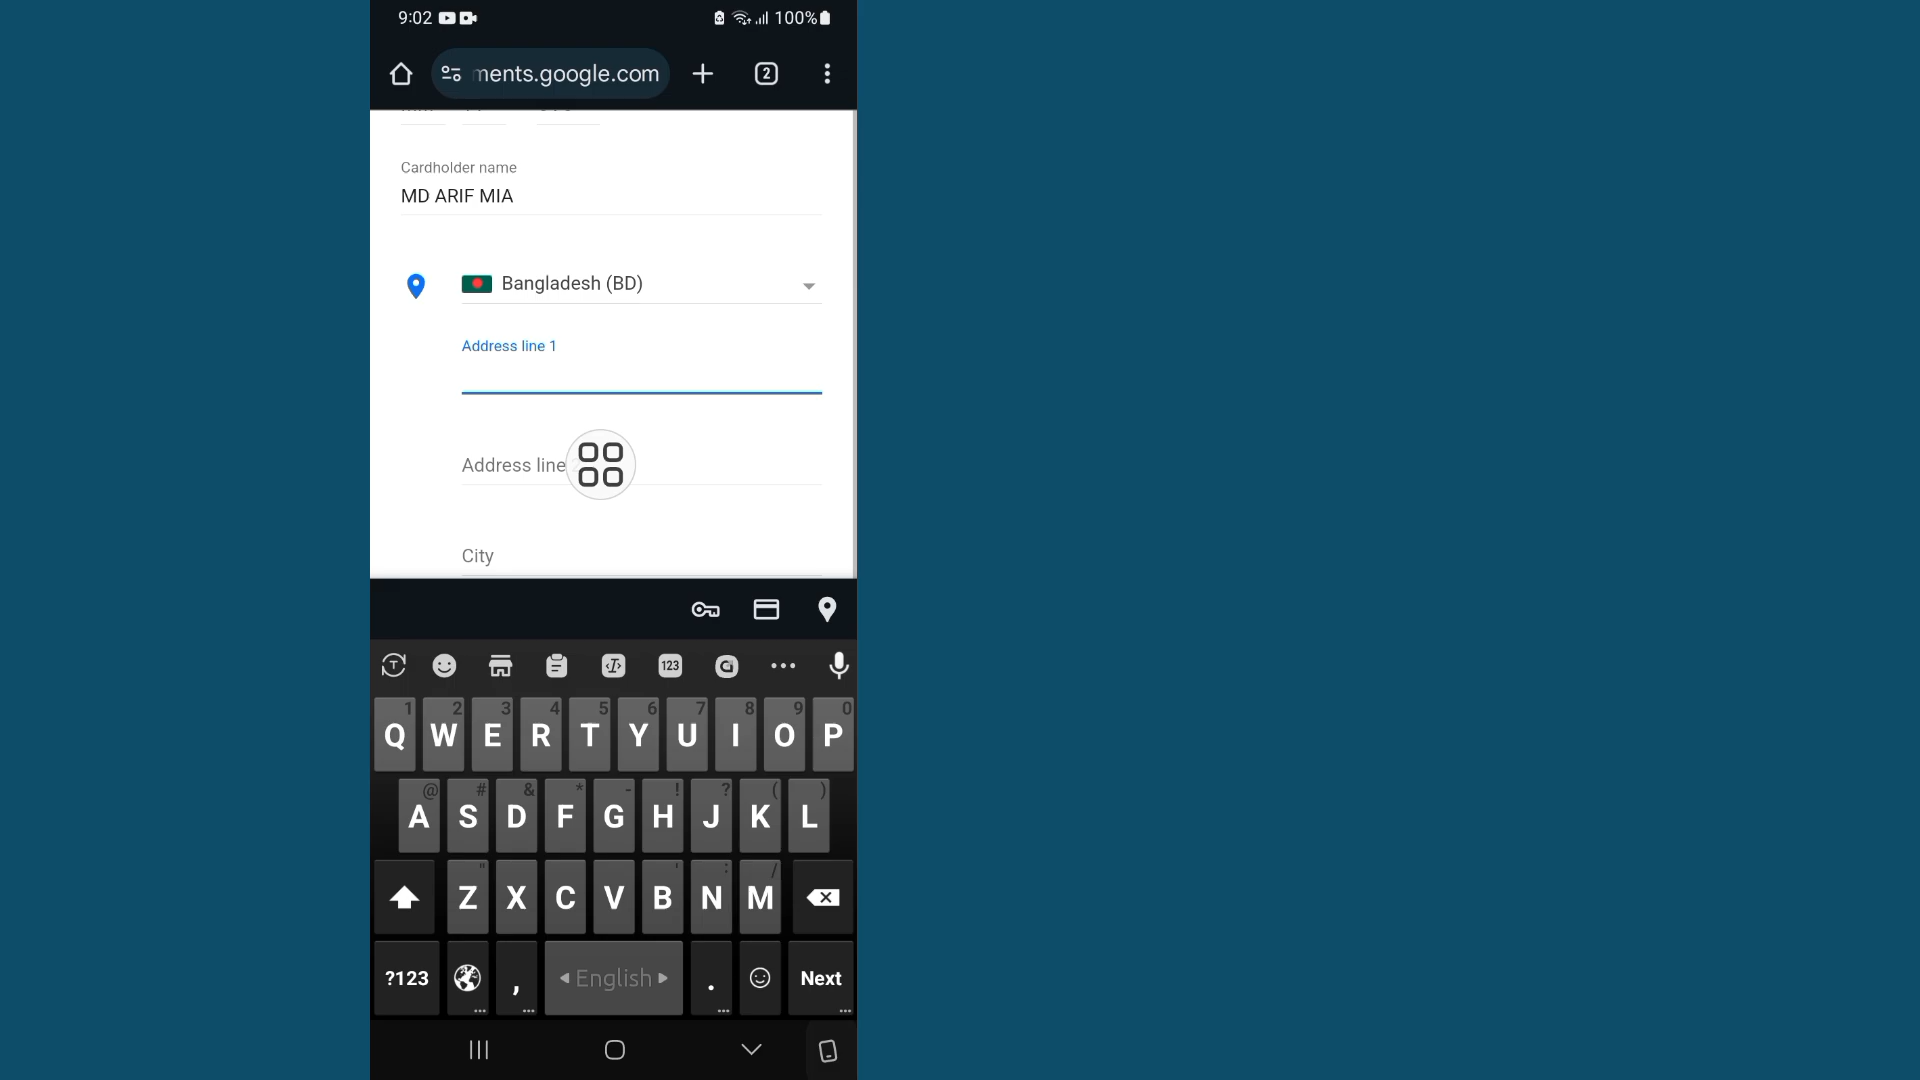 9:02 100%
ments.google.com 2
Cardholder name
MD ARIF MIA
Bangladesh (BD)
Address line 1
Address line
City
T 123 G
1 2 3 4 5 6 7 8 9 0
Q W E R T Y U I O P
@ # & * - ! ? ( )
A S D F G H J K L
" ' : /
Z X C V B N M
?123 , English . Next